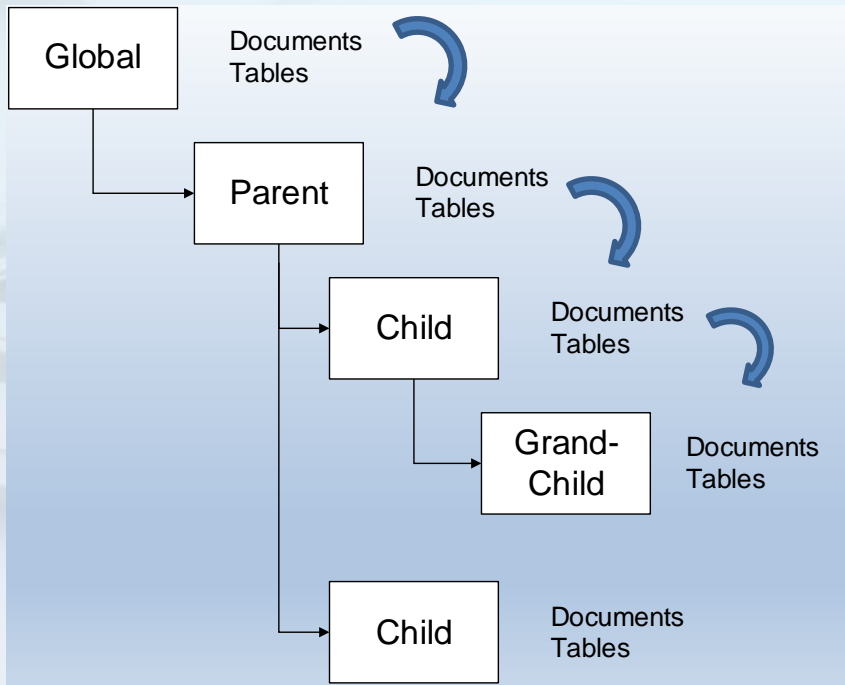 Global
Documents
Tables
Parent
Documents
Tables
Child
Documents
Tables
Grand-
Child
Documents
Tables
Child
Documents
Tables